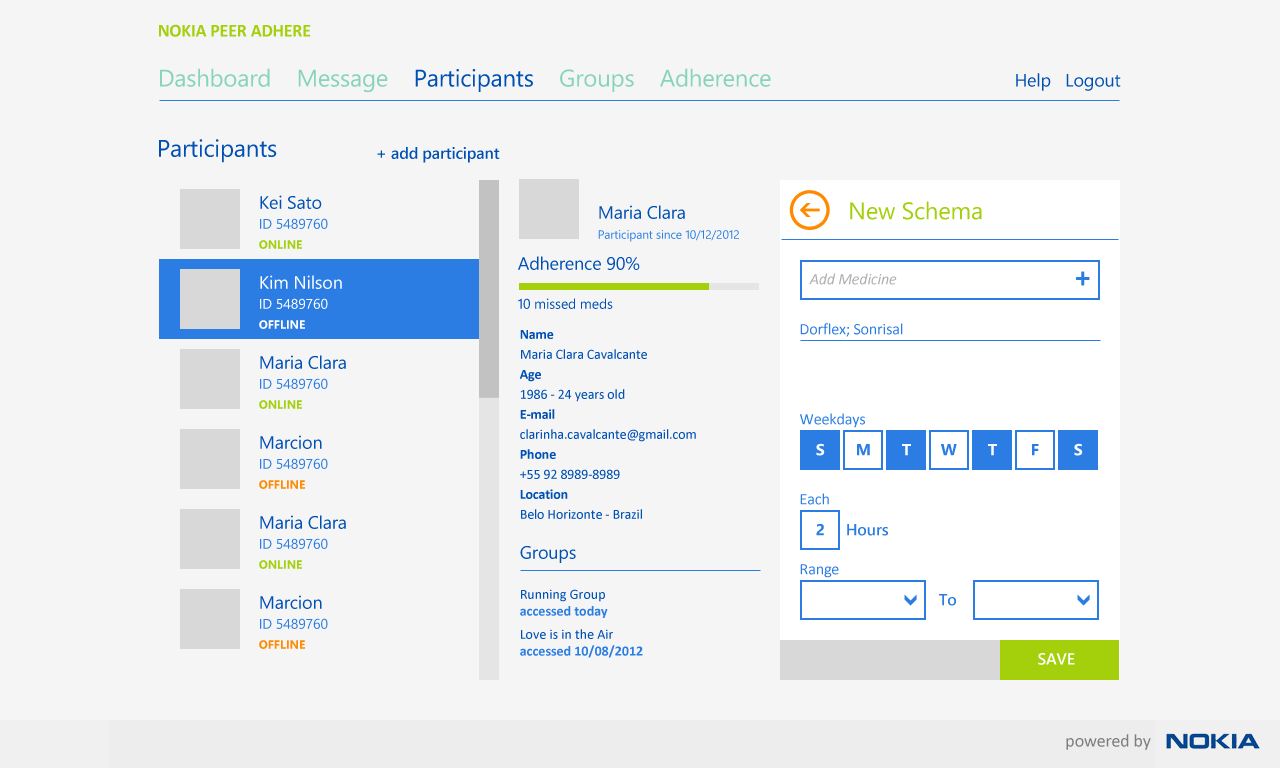 NOKIA PEER ADHERE
Dashboard Message Participants Groups Adherence Help Logout
Participants + add participant
Kei Sato
ID 5489760
ONLINE
Kim Nilson
ID 5489760
OFFLINE
Maria Clara
ID 5489760
ONLINE
Marcion
ID 5489760
OFFLINE
Maria Clara
ID 5489760
ONLINE
Marcion
ID 5489760
OFFLINE
Maria Clara
Participant since 10/12/2012
Adherence 90%
10 missed meds
Name
Maria Clara Cavalcante
Age
1986 - 24 years old
E-mail
clarinha.cavalcante@gmail.com
Phone
+55 92 8989-8989
Location
Belo Horizonte - Brazil
Groups
Running Group
accessed today
Love is in the Air
accessed 10/08/2012
New Schema
Add Medicine +
Dorflex; Sonrisal
Weekdays
S M T W T F S
Each
2 Hours
Range
To
SAVE
powered by NOKIA